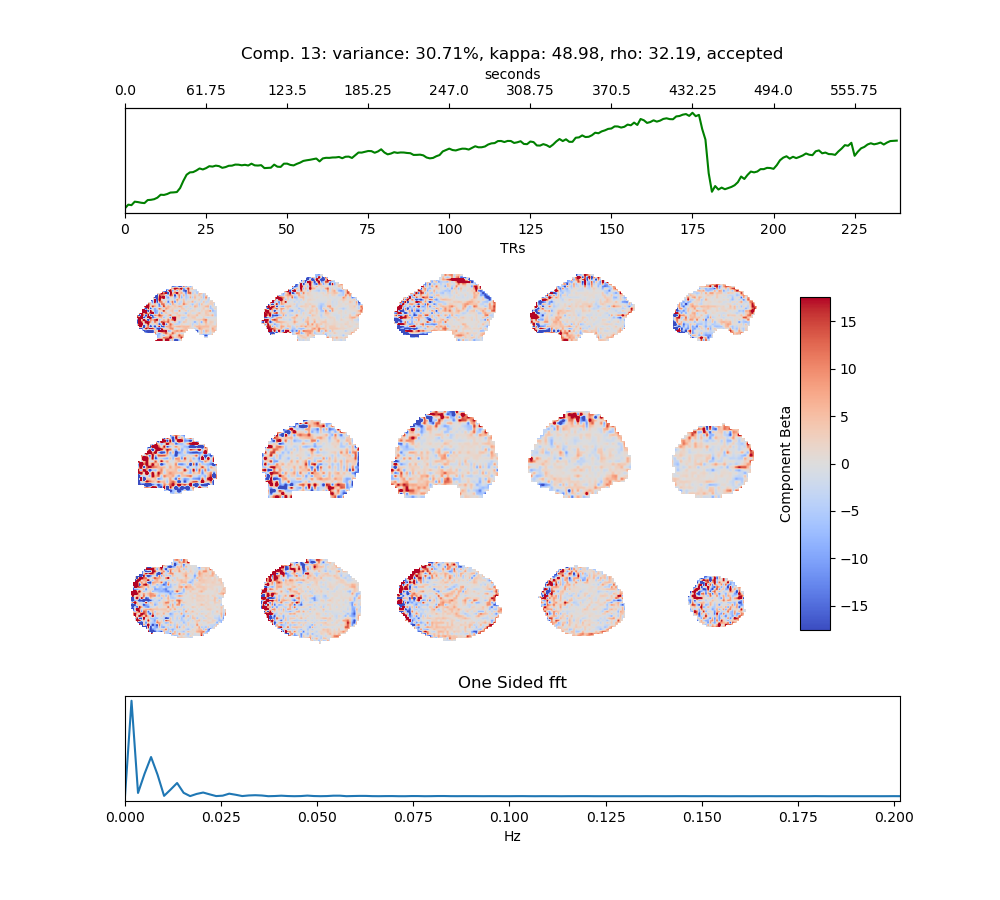 Comp. 13: variance: 30.71%, kappa: 48.98, rho: 32.19, accepted
seconds
0.0 61.75 123.5 185.25 247.0 308.75 370.5 432.25 494.0 555.75
0 25 50 75 100 125 150 175 200 225
TRs
Component Beta
15
10
5
0
−5
−10
−15
One Sided fft
0.000 0.025 0.050 0.075 0.100 0.125 0.150 0.175 0.200
Hz